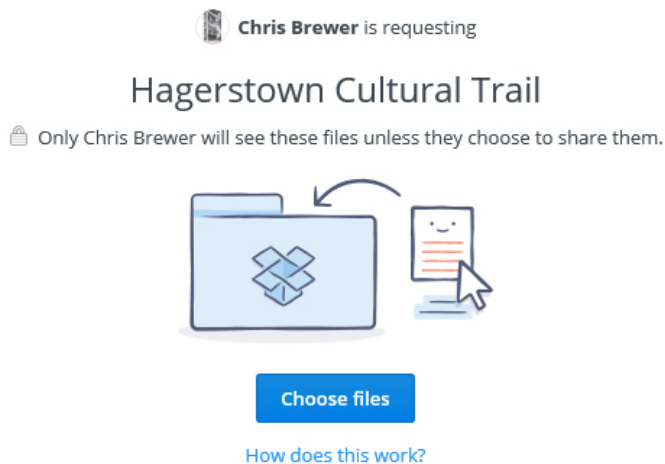 Chris Brewer is requesting
Hagerstown Cultural Trail
Only Chris Brewer will see these files unless they choose to share them.
Choose files
How does this work?